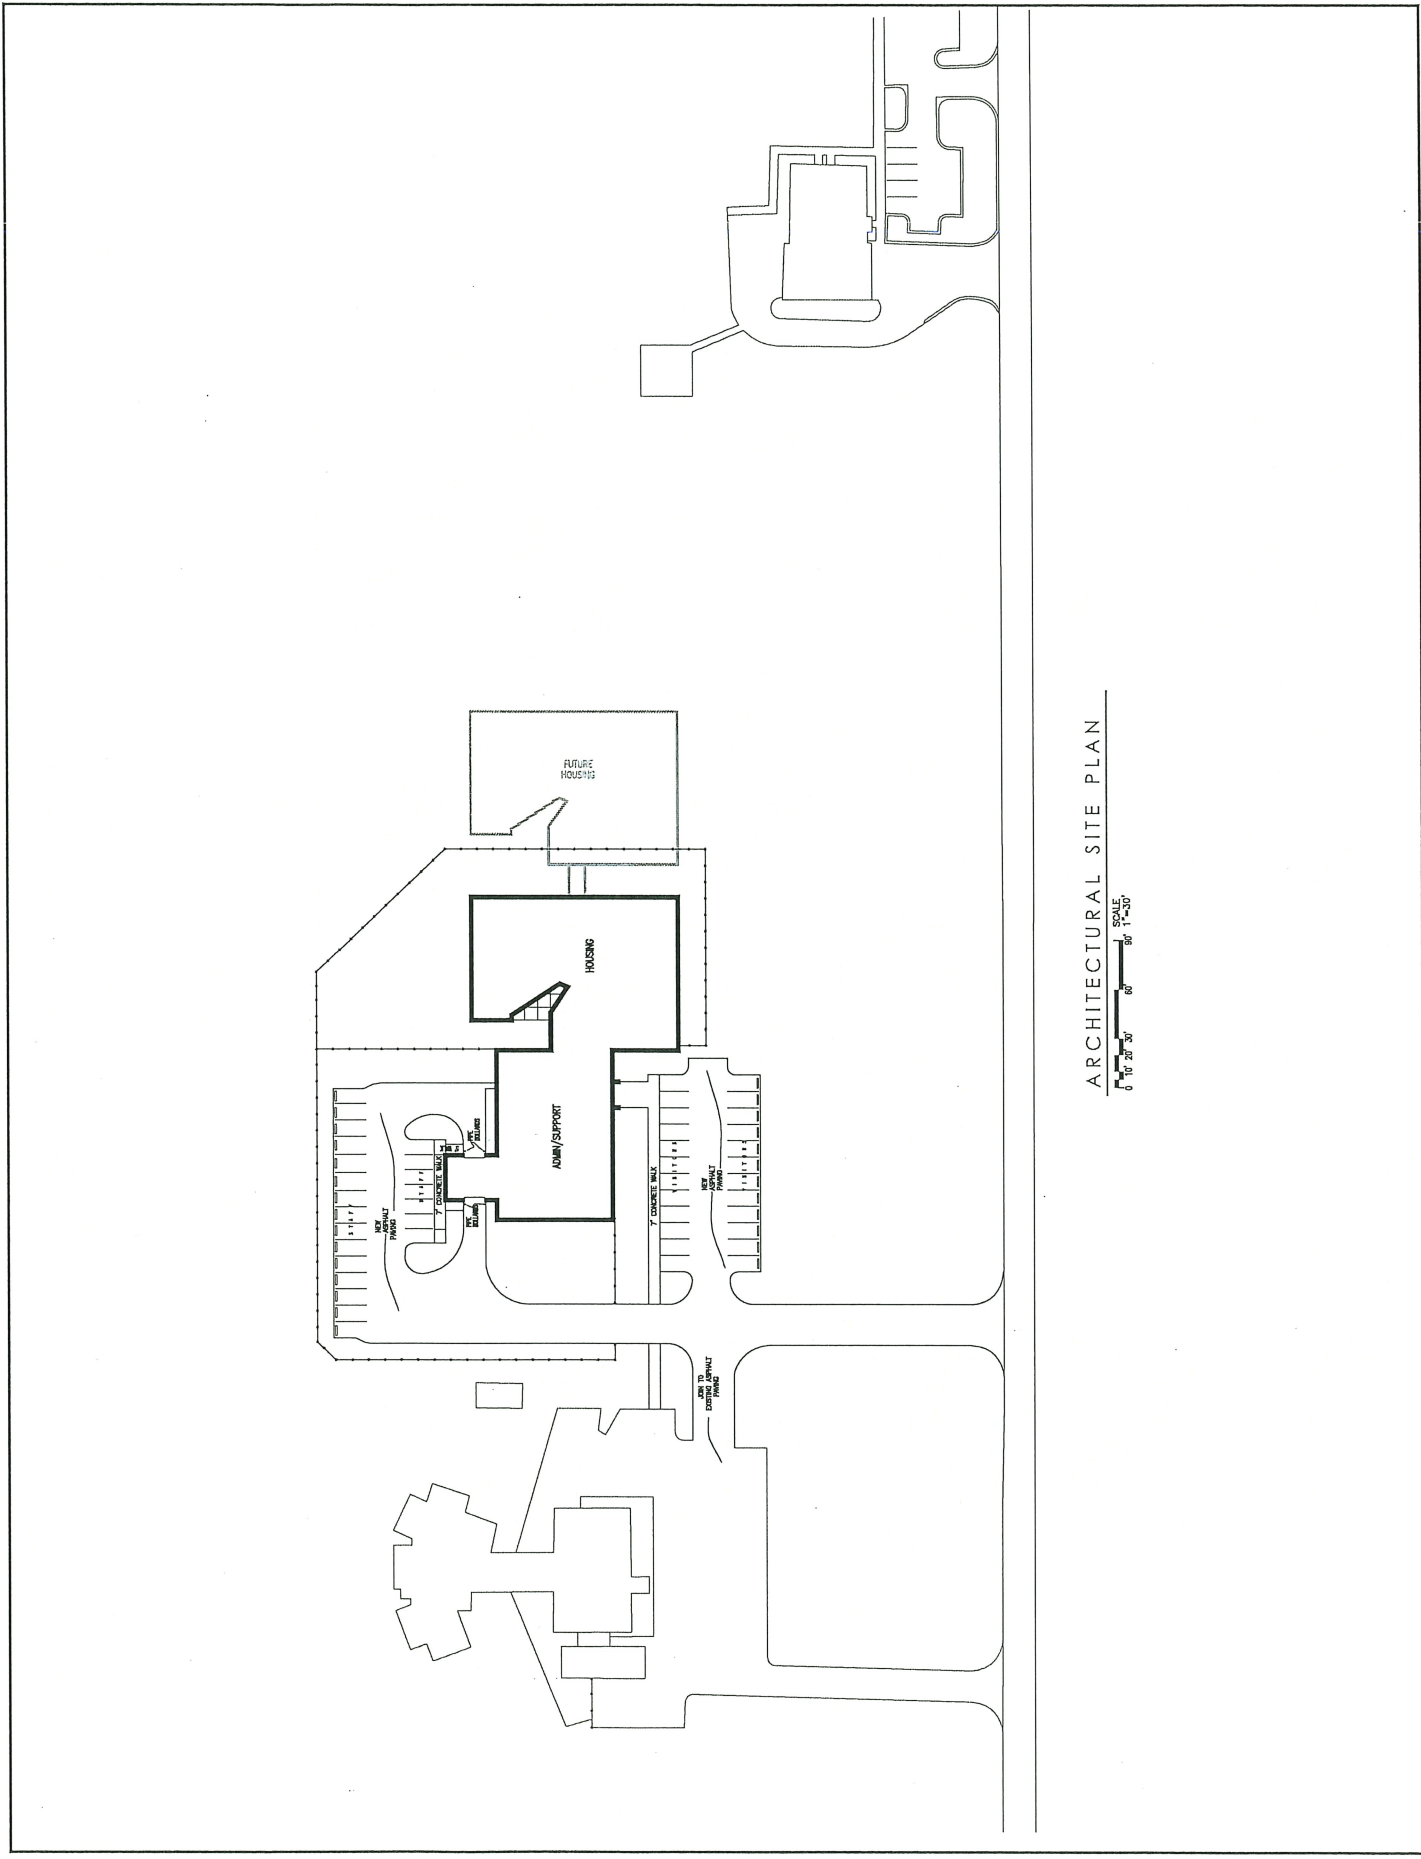 FUTURE
HOUSING
HOUSING
ADMIN/SUPPORT
STAFF
NEW
ASPHALT
PAVING
STAFF
7' CONCRETE WALK
PIPE
BOLLARDS
PIPE
BOLLARDS
7' CONCRETE WALK
VISITORS
NEW
ASPHALT
PAVING
VISITORS
JOIN TO
EXISTING ASPHALT
PAVING
ARCHITECTURAL SITE PLAN
SCALE
1"=30'
0 10' 20' 30' 60' 90'